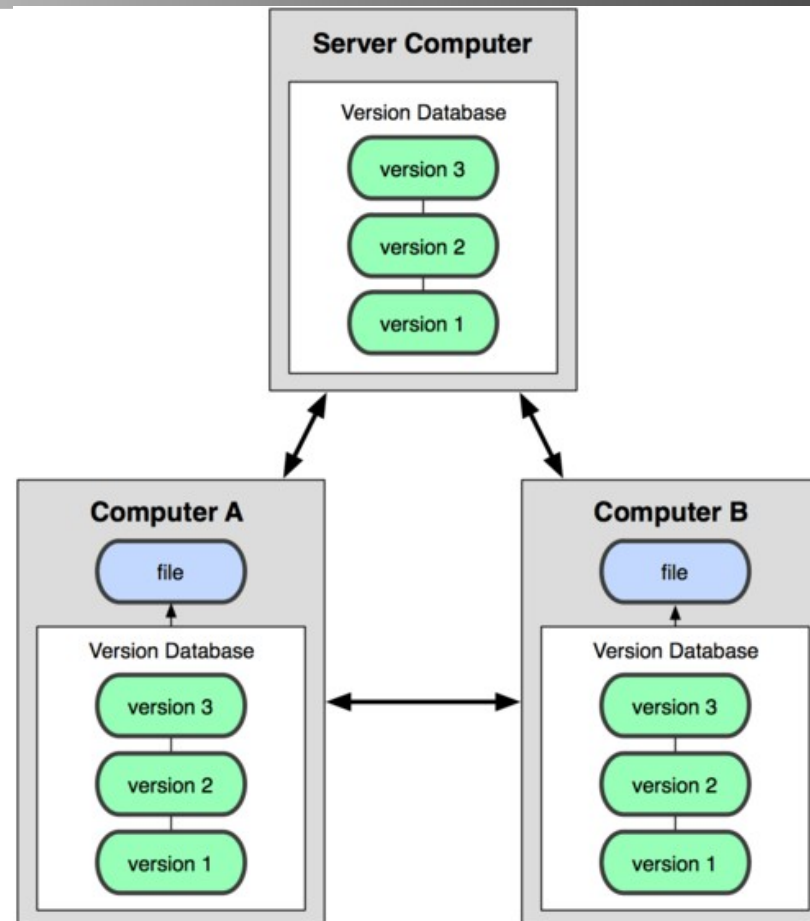 Server Computer
Version Database
version 3
version 2
version 1
Computer A
file
Version Database
version 3
version 2
version 1
Computer B
file
Version Database
version 3
version 2
version 1